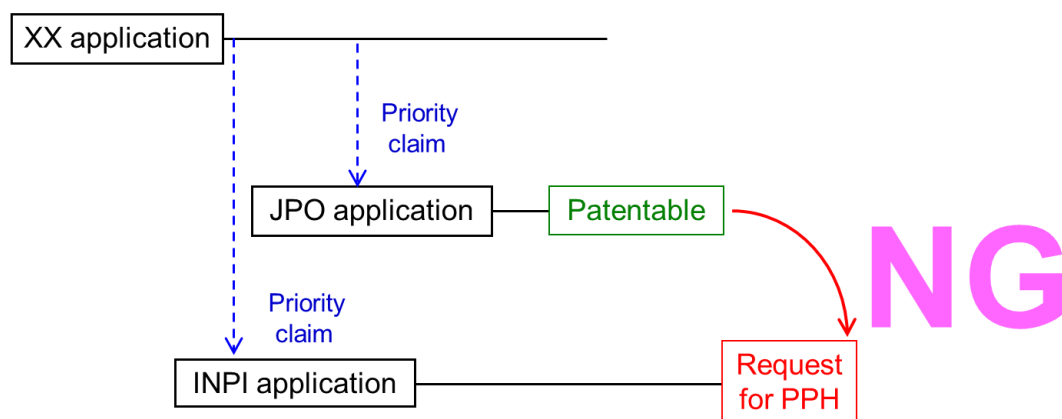 XX application
Priority
claim
JPO application
Patentable
NG
Priority
claim
INPI application
Request
for PPH